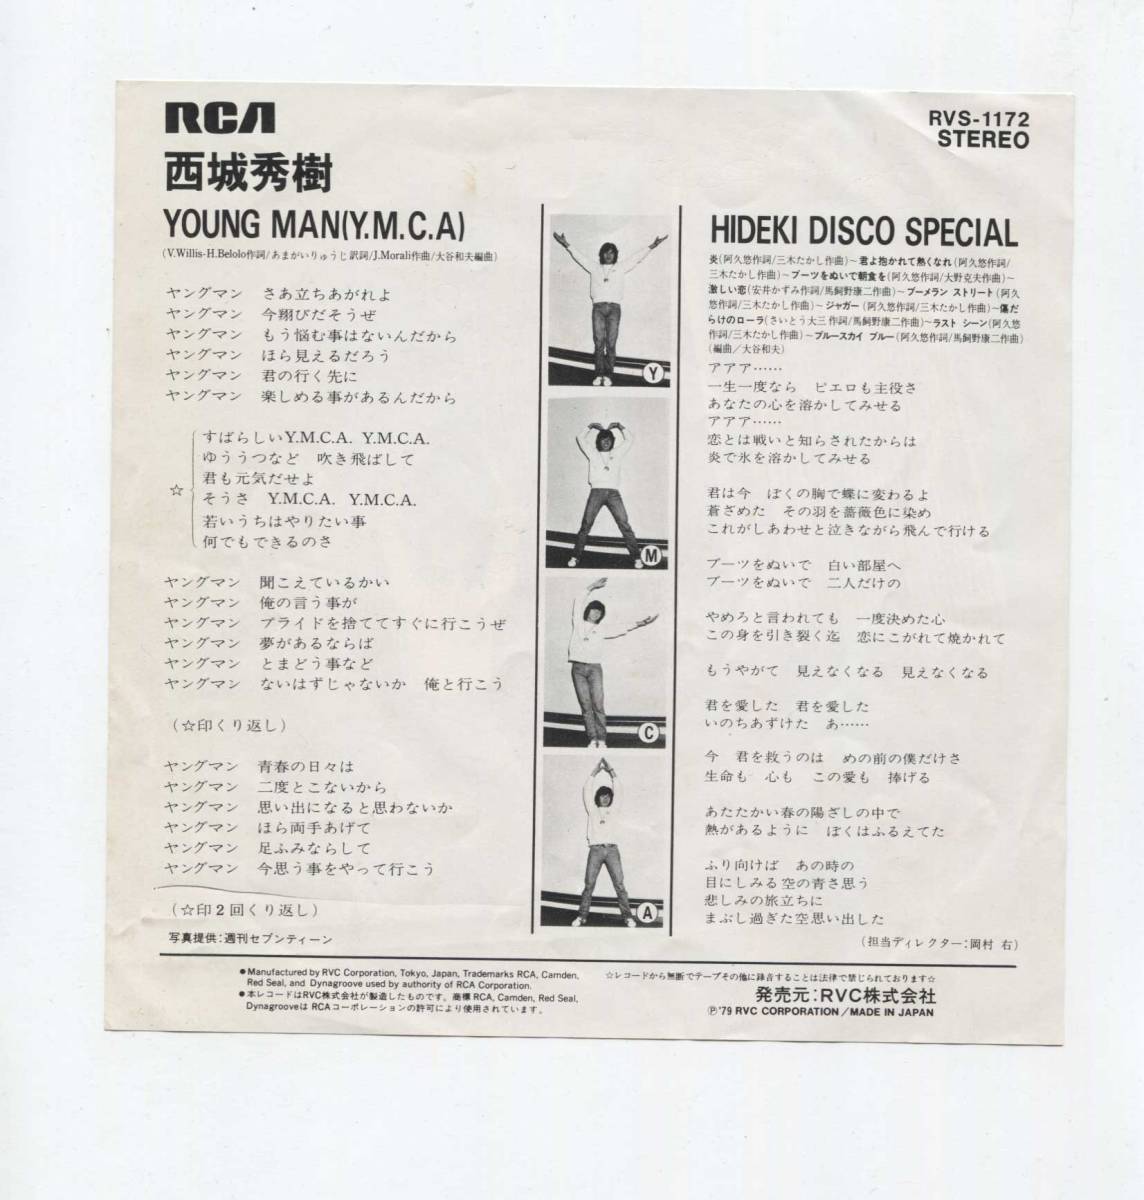 RCA
西城秀樹
YOUNG MAN(Y.M.C.A)
(V.Willis-H.Belolo作詞/あまがいりゅうじ訳詞/J.Morali作曲/大谷和夫編曲)
ヤングマン さあ立ちあがれよ
ヤングマン 今翔びだそうぜ
ヤングマン もう悩む事はないんだから
ヤングマン ほら見えるだろう
ヤングマン 君の行く先に
ヤングマン 楽しめる事があるんだから
☆
すばらしいY.M.C.A. Y.M.C.A.
ゆううつなど 吹き飛ばして
君も元気だせよ
そうさ Y.M.C.A. Y.M.C.A.
若いうちはやりたい事
何でもできるのさ
ヤングマン 聞こえているかい
ヤングマン 俺の言う事が
ヤングマン プライドを捨ててすぐに行こうぜ
ヤングマン 夢があるならば
ヤングマン とまどう事など
ヤングマン ないはずじゃないか 俺と行こう
(☆印くり返し)
ヤングマン 青春の日々は
ヤングマン 二度とこないから
ヤングマン 思い出になると思わないか
ヤングマン ほら両手あげて
ヤングマン 足ふみならして
ヤングマン 今思う事をやって行こう
(☆印2回くり返し)
写真提供:週刊セブンティーン
Y
M
C
A
RVS-1172
STEREO
HIDEKI DISCO SPECIAL
炎(阿久悠作詞/三木たかし作曲)~君よ抱かれて熱くなれ(阿久悠作詞/
三木たかし作曲)~ブーツをぬいで朝食を(阿久悠作詞/大野克夫作曲)~
激しい恋(安井かずみ作詞/馬飼野康二作曲)~ブーメラン ストリート(阿久
悠作詞/三木たかし作曲)~ジャガー(阿久悠作詞/三木たかし作曲)~傷だ
らけのローラ(さいとう大三作詞/馬飼野康二作曲)~ラスト シーン(阿久悠
作詞/三木たかし作曲)~ブルースカイ ブルー(阿久悠作詞/馬飼野康二作曲)
(編曲/大谷和夫)
アアア……
一生一度なら ピエロも主役さ
あなたの心を溶かしてみせる
アアア……
恋とは戦いと知らされたからは
炎で氷を溶かしてみせる
君は今 ぼくの胸で蝶に変わるよ
蒼ざめた その羽を薔薇色に染め
これがしあわせと泣きながら飛んで行ける
ブーツをぬいで 白い部屋へ
ブーツをぬいで 二人だけの
やめろと言われても 一度決めた心
この身を引き裂く迄 恋にこがれて焼かれて
もうやがて 見えなくなる 見えなくなる
君を愛した 君を愛した
いのちあずけた あ……
今 君を救うのは めの前の僕だけさ
生命も 心も この愛も 捧げる
あたたかい春の陽ざしの中で
熱があるように ぼくはふるえてた
ふり向けば あの時の
目にしみる空の青さ思う
悲しみの旅立ちに
まぶし過ぎた空思い出した
(担当ディレクター:岡村 右)
●Manufactured by RVC Corporation, Tokyo, Japan, Trademarks RCA, Camden,
Red Seal, and Dynagroove used by authority of RCA Corporation.
●本レコードはRVC株式会社が製造したものです。商標RCA, Camden, Red Seal,
DynagrooveはRCAコーポレーションの許可により使用されています。
☆レコードから無断でテープその他に録音することは法律で禁じられております☆
発売元:RVC株式会社
Ⓟ'79 RVC CORPORATION/MADE IN JAPAN